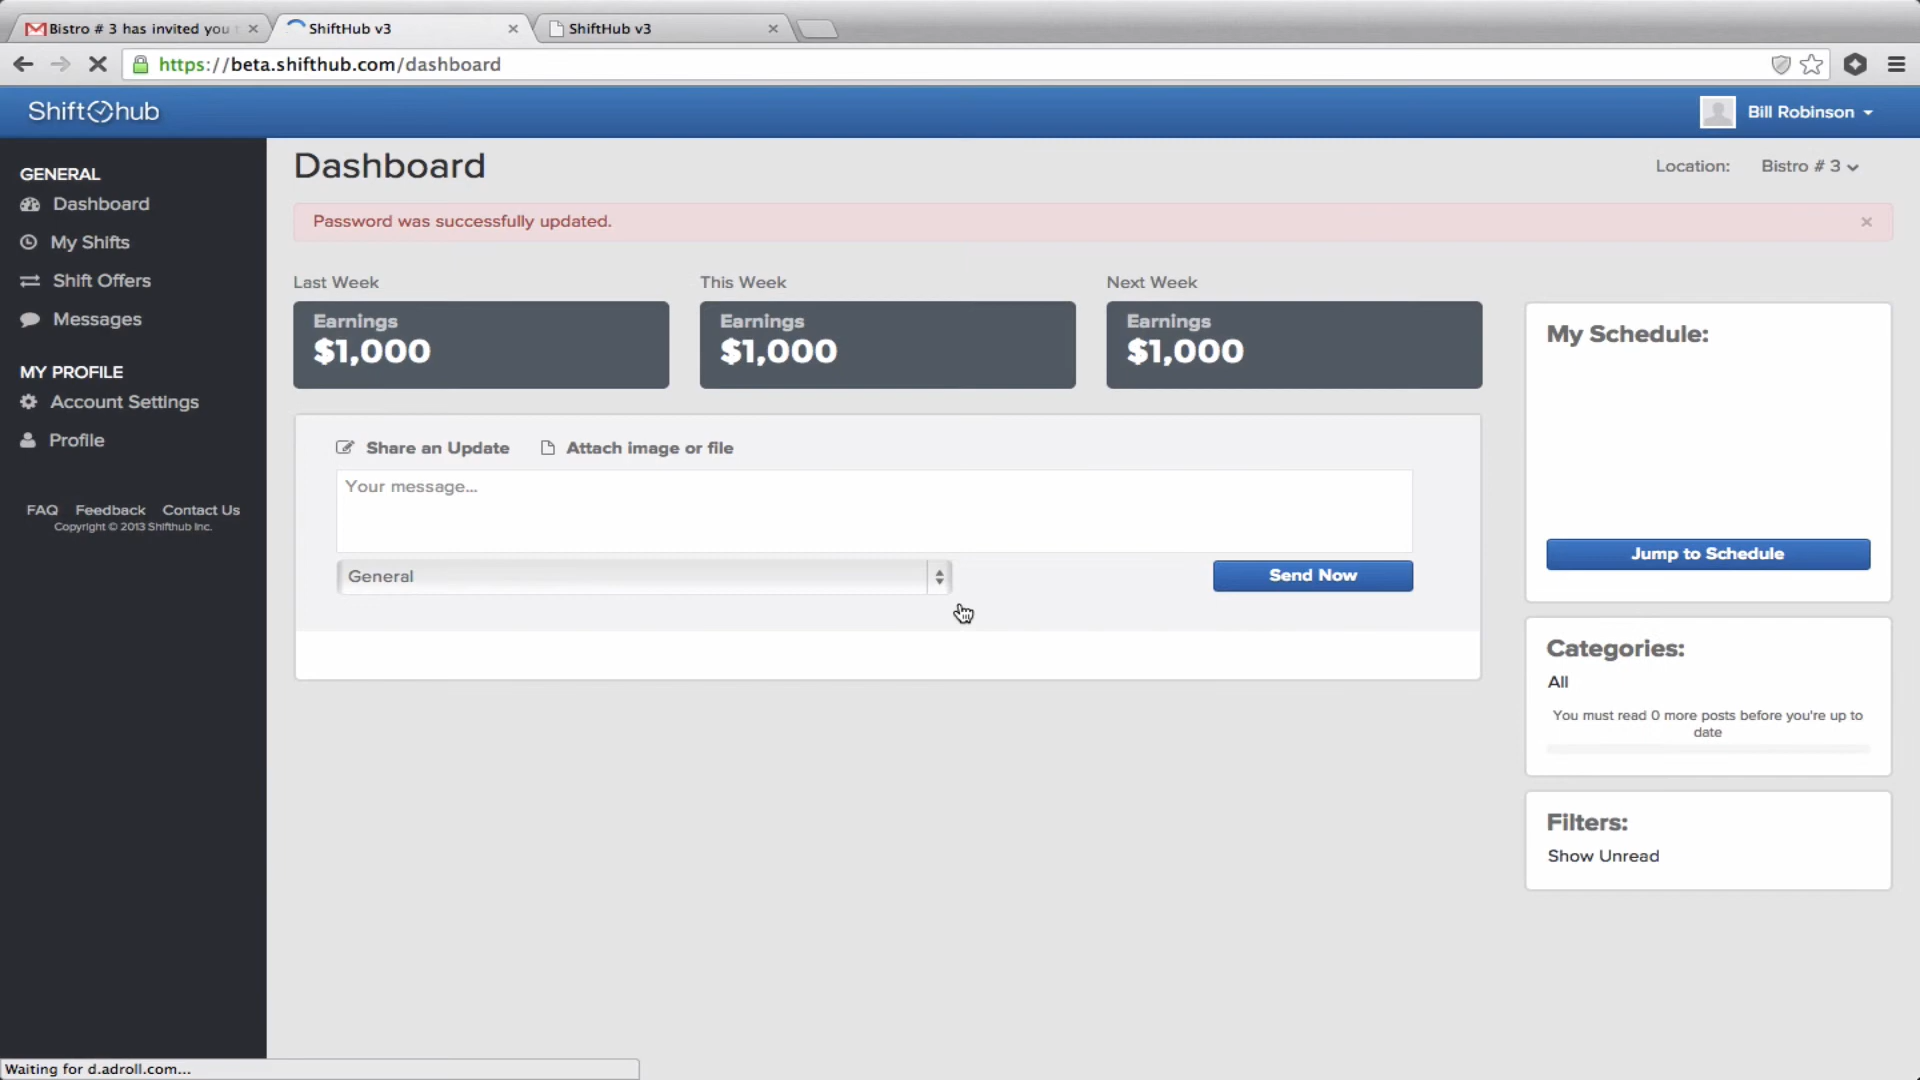 Bistro # 3 has invited you t
ShiftHub v3
ShiftHub v3
https://beta.shifthub.com/dashboard
Shift hub
Bill Robinson
GENERAL
Dashboard
My Shifts
Shift Offers
Messages
MY PROFILE
Account Settings
Profile
FAQ Feedback Contact Us
Copyright © 2013 Shifthub Inc.
Dashboard
Location: Bistro # 3
Password was successfully updated.
Last Week
Earnings
$1,000
This Week
Earnings
$1,000
Next Week
Earnings
$1,000
Share an Update
Attach image or file
Your message...
General
Send Now
My Schedule:
Jump to Schedule
Categories:
All
You must read 0 more posts before you're up to
date
Filters:
Show Unread
Waiting for d.adroll.com...